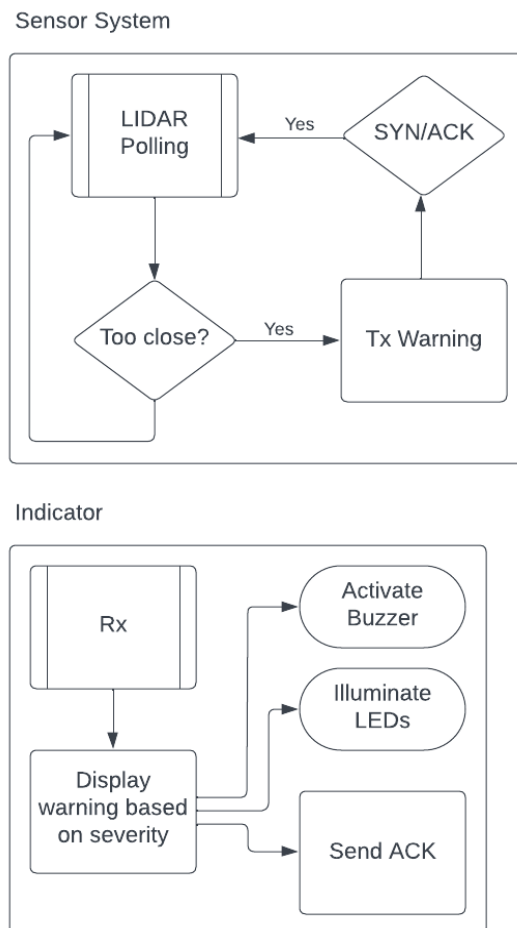 Sensor System
LIDAR
Polling
Yes
SYN/ACK
Too close?
Yes
Tx Warning
Indicator
Rx
Activate
Buzzer
Illuminate
LEDs
Display
warning based
on severity
Send ACK